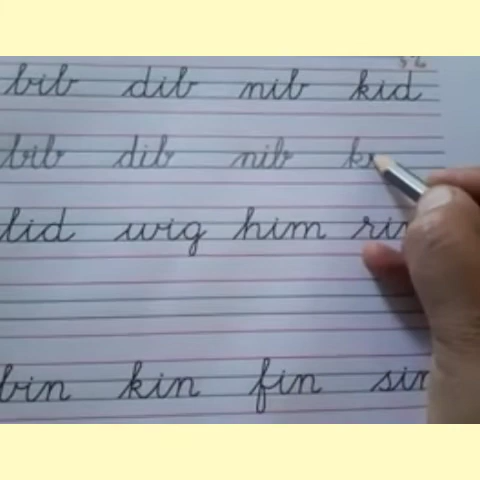 bib dib nib kid
bib dib nib
lid wig him
bin kin fin